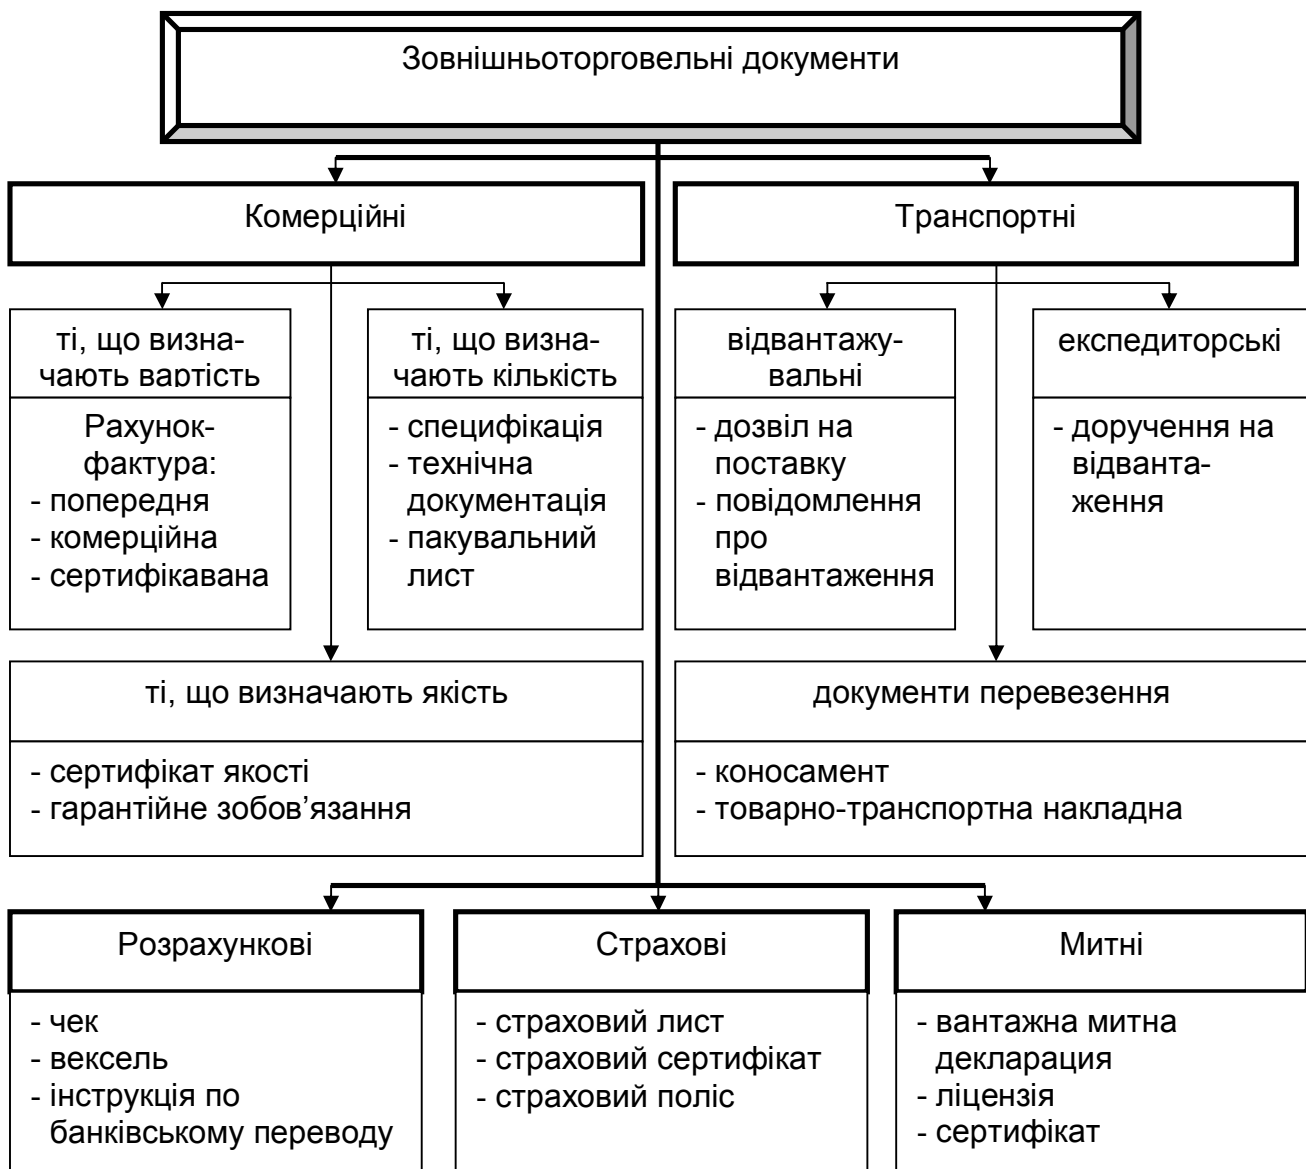 Зовнішньоторговельні документи
Комерційні
Транспортні
ті, що визна-
чають вартість
Рахунок-
фактура:
- попередня
- комерційна
- сертифікавана
ті, що визна-
чають кількість
- специфікація
- технічна
документація
- пакувальний
лист
відвантажу-
вальні
- дозвіл на
поставку
- повідомлення
про
відвантаження
експедиторські
- доручення на
відванта-
ження
ті, що визначають якість
- сертифікат якості
- гарантійне зобов’язання
документи перевезення
- коносамент
- товарно-транспортна накладна
Розрахункові
- чек
- вексель
- інструкція по
банківському переводу
Страхові
- страховий лист
- страховий сертифікат
- страховий поліс
Митні
- вантажна митна
декларация
- ліцензія
- сертифікат